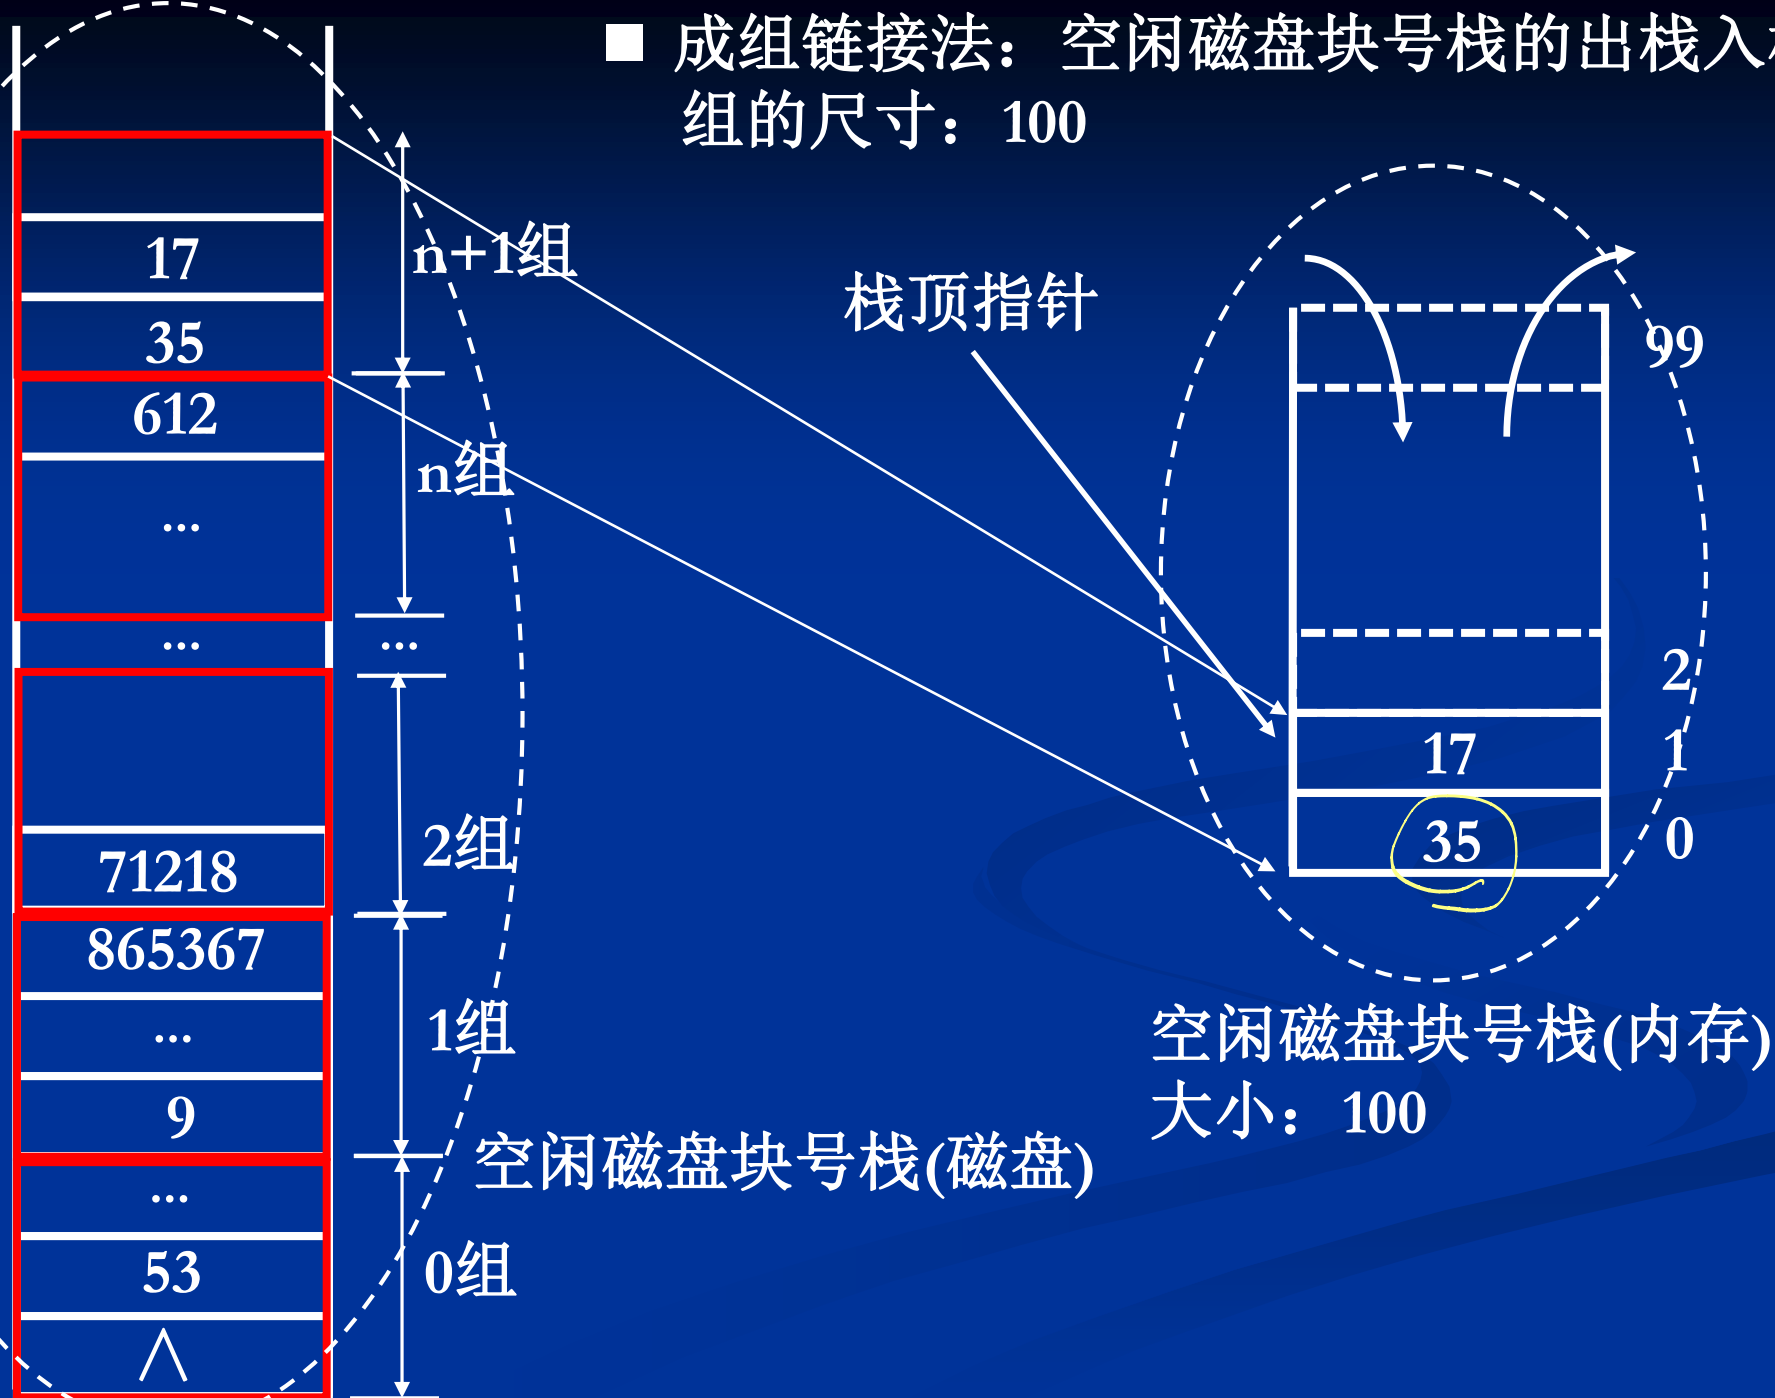 成组链接法：空闲磁盘块号栈的出栈入
组的尺寸：100
17
35
612
...
...
71218
865367
...
9
...
53
∧
n+1组
n组
...
2组
1组
0组
空闲磁盘块号栈(磁盘)
栈顶指针
99
2
17
1
35
0
空闲磁盘块号栈(内存)
大小：100